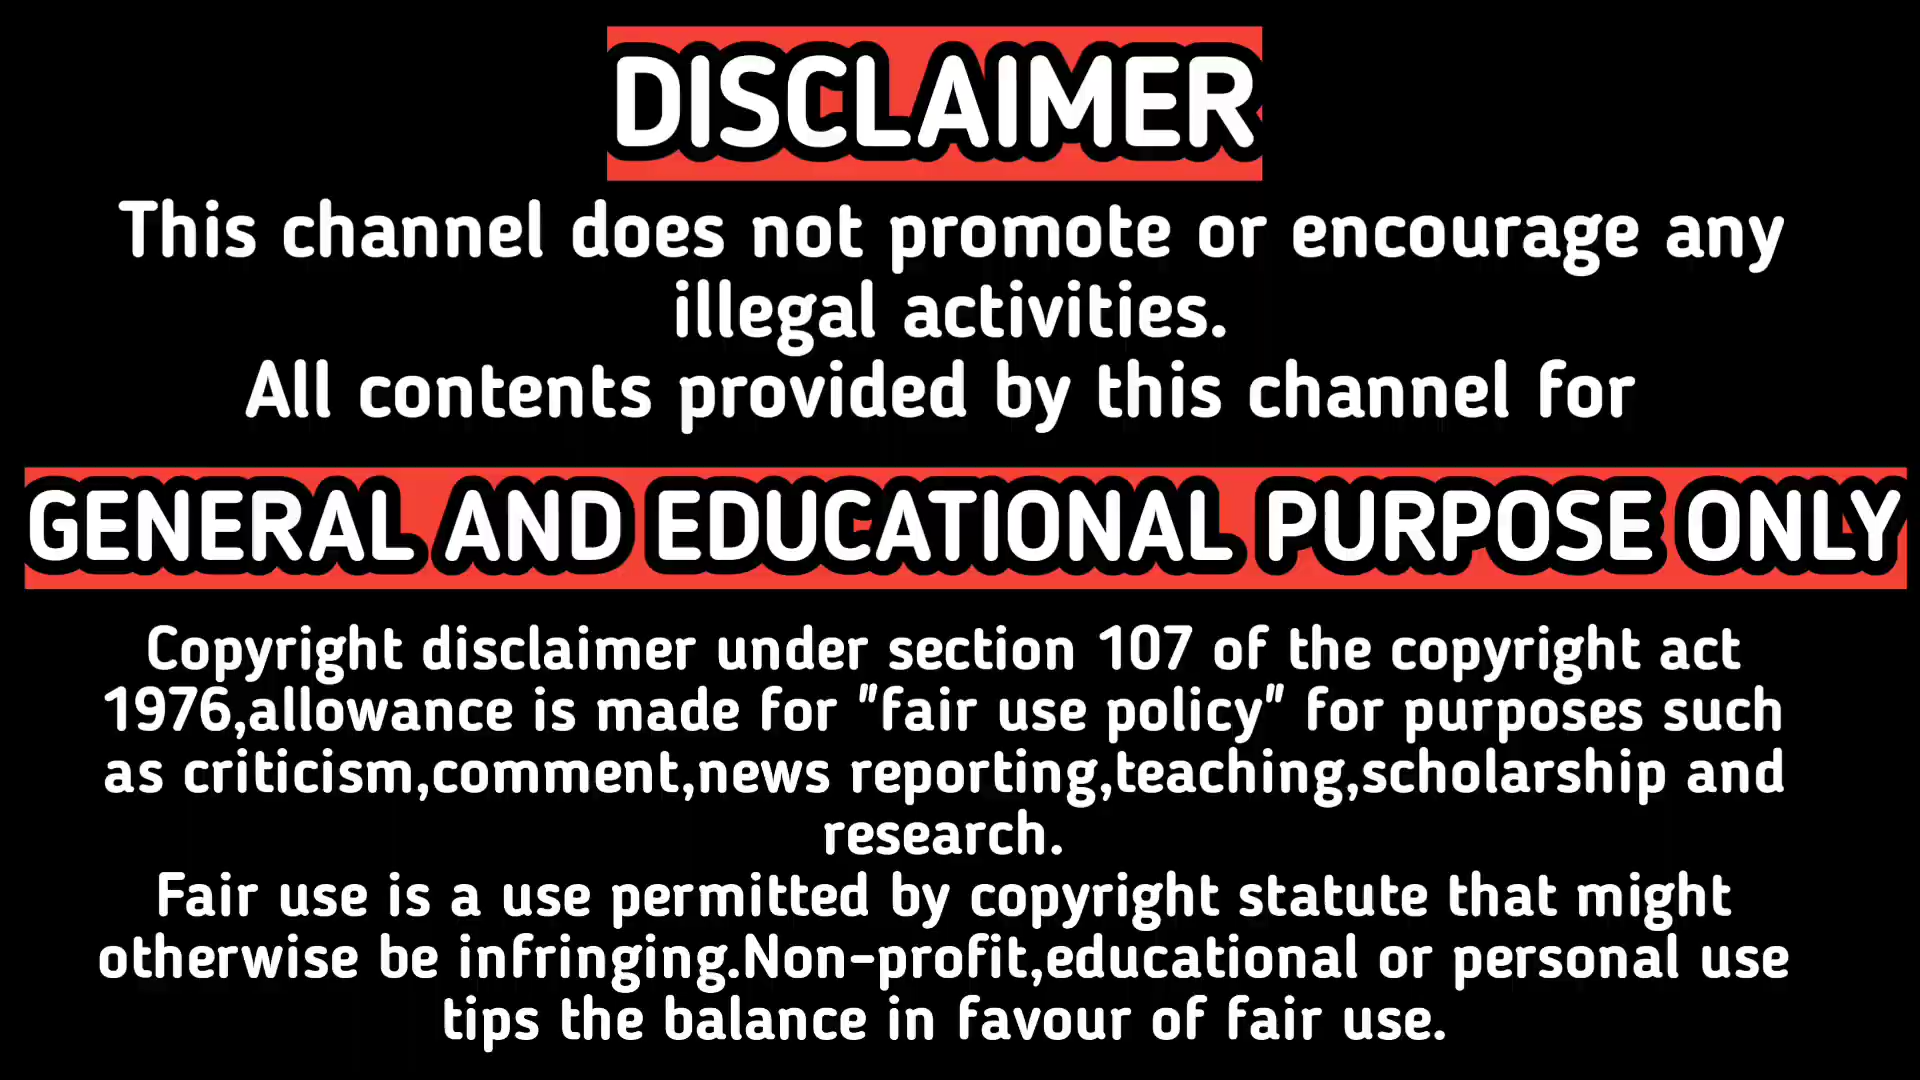 DISCLAIMER
This channel does not promote or encourage any
illegal activities.
All contents provided by this channel for
GENERAL AND EDUCATIONAL PURPOSE ONLY
Copyright disclaimer under section 107 of the copyright act
1976,allowance is made for "fair use policy" for purposes such
as criticism,comment,news reporting,teaching,scholarship and
research.
Fair use is a use permitted by copyright statute that might
otherwise be infringing.Non-profit,educational or personal use
tips the balance in favour of fair use.